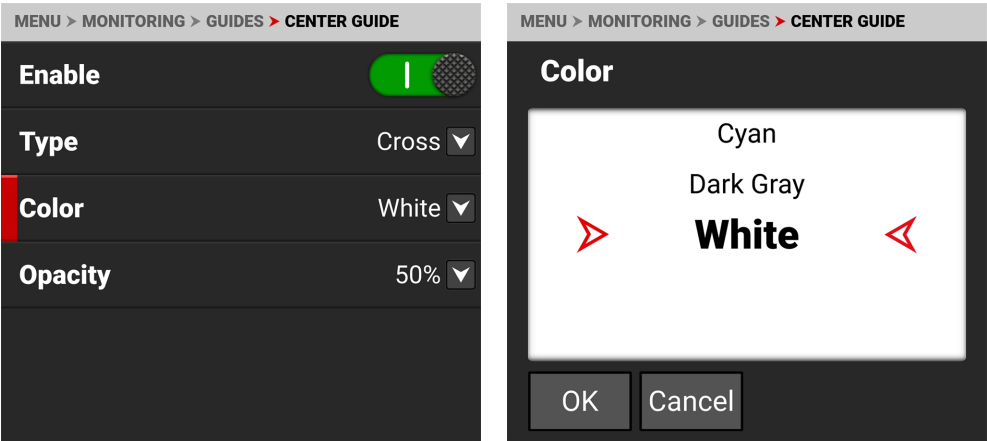 MENU > MONITORING > GUIDES > CENTER GUIDE
Enable
Type Cross
Color White
Opacity 50%
MENU > MONITORING > GUIDES > CENTER GUIDE
Color
Cyan
Dark Gray
White
OK Cancel